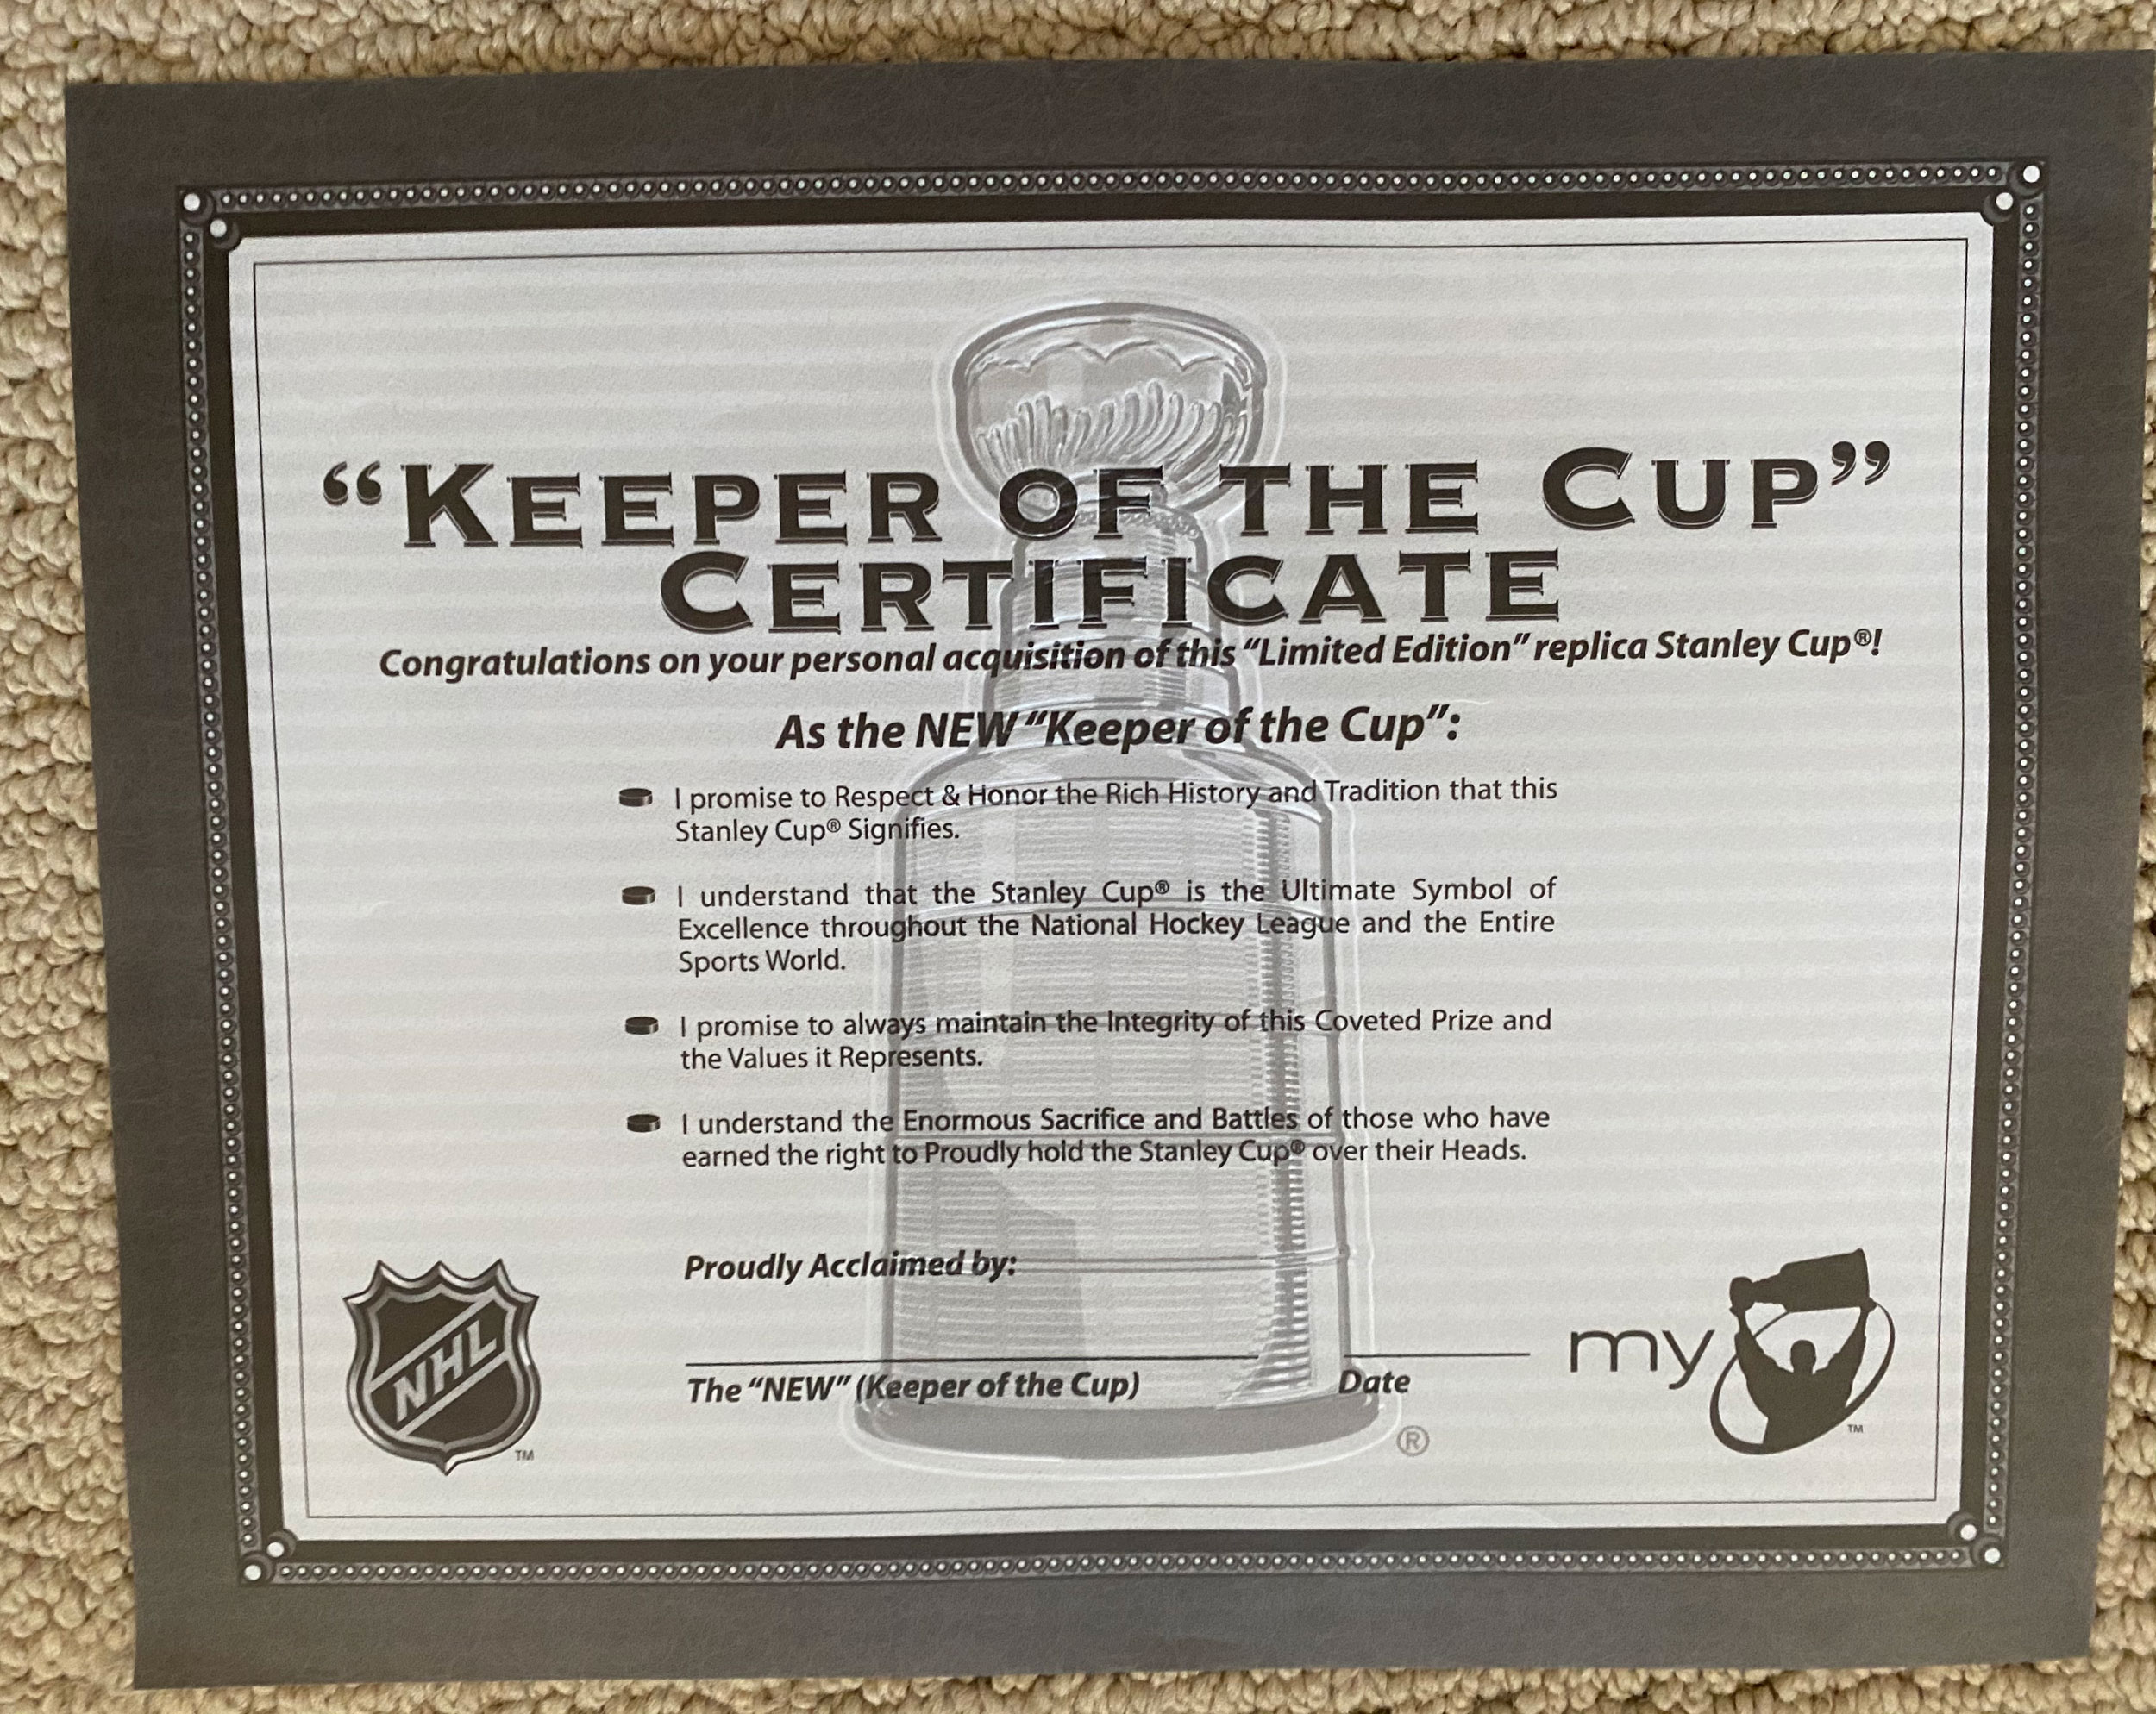 “KEEPER OF THE CUP”
CERTIFICATE
Congratulations on your personal acquisition of this “Limited Edition” replica Stanley Cup®!
As the NEW “Keeper of the Cup”:
I promise to Respect & Honor the Rich History and Tradition that this
Stanley Cup® Signifies.
I understand that the Stanley Cup® is the Ultimate Symbol of
Excellence throughout the National Hockey League and the Entire
Sports World.
I promise to always maintain the Integrity of this Coveted Prize and
the Values it Represents.
I understand the Enormous Sacrifice and Battles of those who have
earned the right to Proudly hold the Stanley Cup® over their Heads.
Proudly Acclaimed by:
The “NEW” (Keeper of the Cup) Date
NHL
TM
®
my
TM